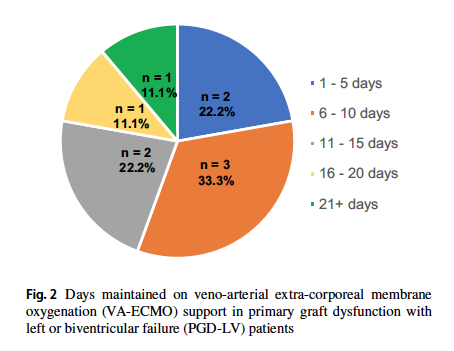 n = 1
11.1%
n = 2
22.2%
n = 1
11.1%
n = 2
22.2%
n = 3
33.3%
1 - 5 days
6 - 10 days
11 - 15 days
16 - 20 days
21+ days
Fig. 2 Days maintained on veno-arterial extra-corporeal membrane
oxygenation (VA-ECMO) support in primary graft dysfunction with
left or biventricular failure (PGD-LV) patients